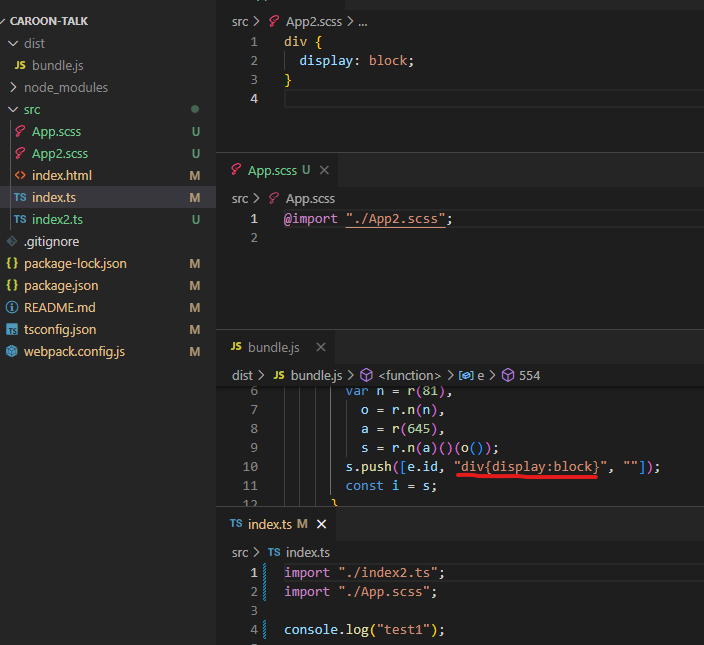 CAROON-TALK
dist
JS bundle.js
node_modules
src
App.scss U
App2.scss U
<> index.html M
TS index.ts M
TS index2.ts U
.gitignore
{} package-lock.json M
{} package.json M
README.md M
TS tsconfig.json M
webpack.config.js M
src > App2.scss > ...
1 div {
2 display: block;
3 }
4
App.scss U ×
src > App.scss
1 @import "./App2.scss";
2
JS bundle.js ×
dist > JS bundle.js > <function> > e > 554
6 var n = r(81),
7 o = r.n(n),
8 a = r(645),
9 s = r.n(a)()(o());
10 s.push([e.id, "div{display:block}", ""]);
11 const i = s;
12 }
TS index.ts M ×
src > TS index.ts
1 import "./index2.ts";
2 import "./App.scss";
3
4 console.log("test1");